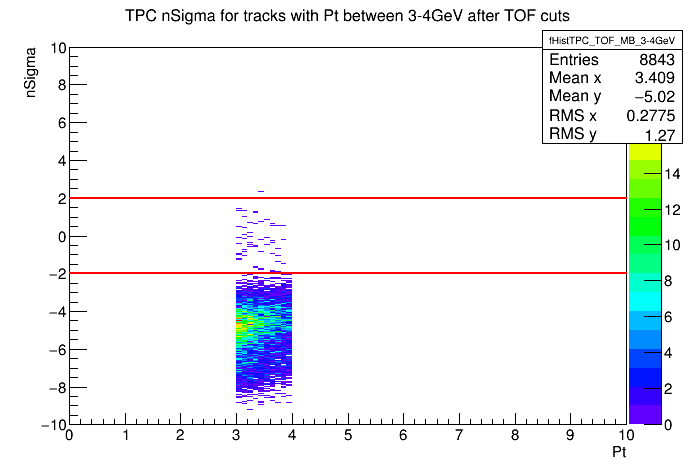 TPC nSigma for tracks with Pt between 3-4GeV after TOF cuts
fHistTPC_TOF_MB_3-4GeV
Entries 8843
Mean x 3.409
Mean y −5.02
RMS x 0.2775
RMS y 1.27
nSigma
10
8
6
4
2
0
−2
−4
−6
−8
−10
14
12
10
8
6
4
2
0
0 1 2 3 4 5 6 7 8 9 10
Pt